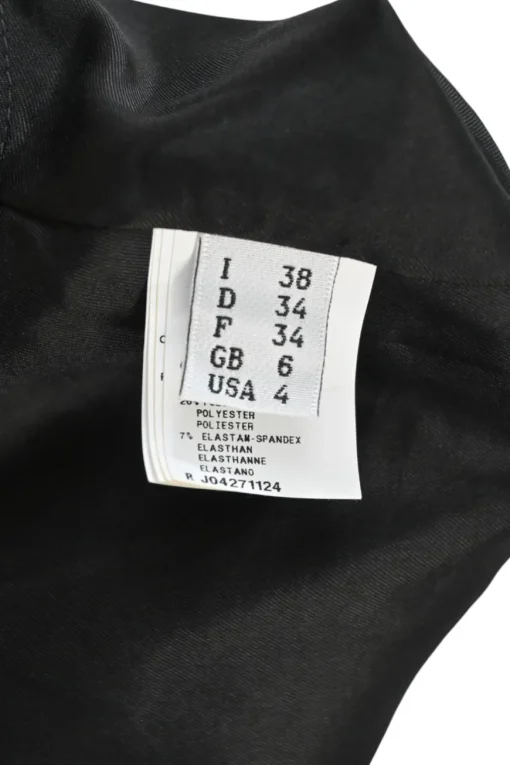 I 38
D 34
F 34
GB 6
USA 4
POLYESTER
POLIESTER
7% ELASTAM-SPANDEX
ELASTHAN
ELASTHANNE
ELASTANO
R J04271124